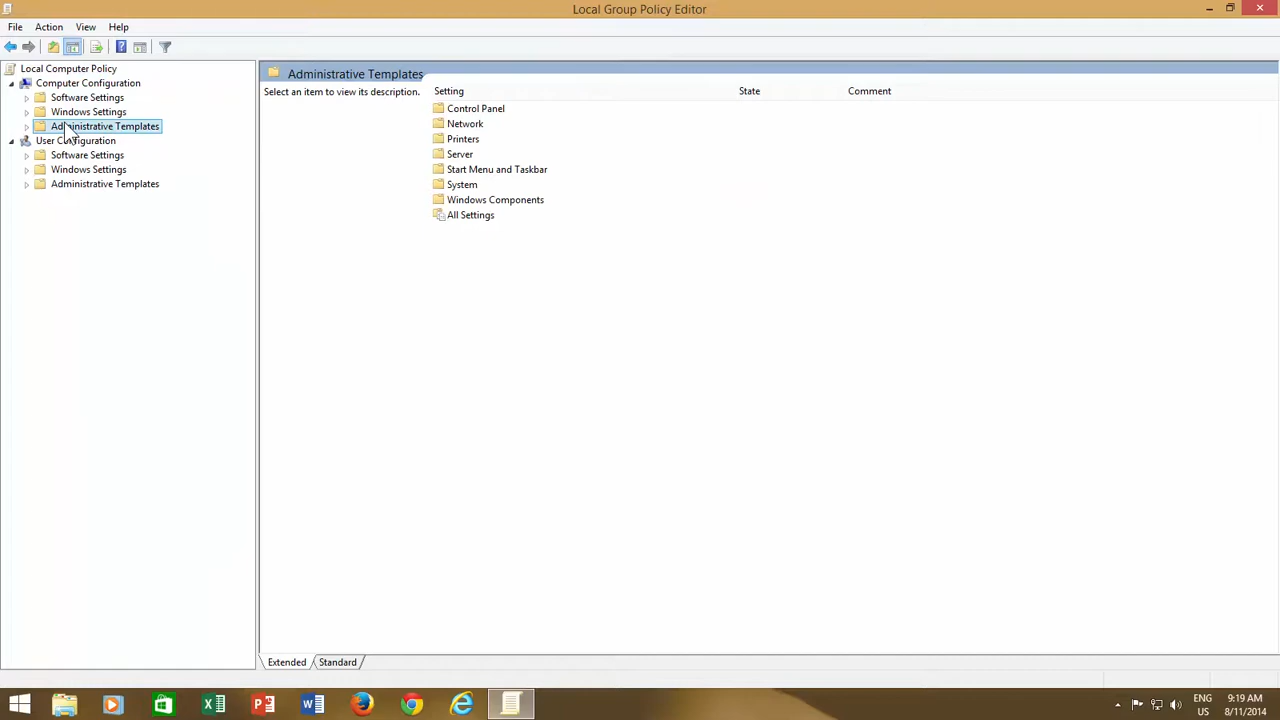 Local Group Policy Editor
File Action View Help
Local Computer Policy
Computer Configuration
Software Settings
Windows Settings
Administrative Templates
User Configuration
Software Settings
Windows Settings
Administrative Templates
Administrative Templates
Select an item to view its description.
Setting State Comment
Control Panel
Network
Printers
Server
Start Menu and Taskbar
System
Windows Components
All Settings
Extended Standard
ENG 9:19 AM
US 8/11/2014